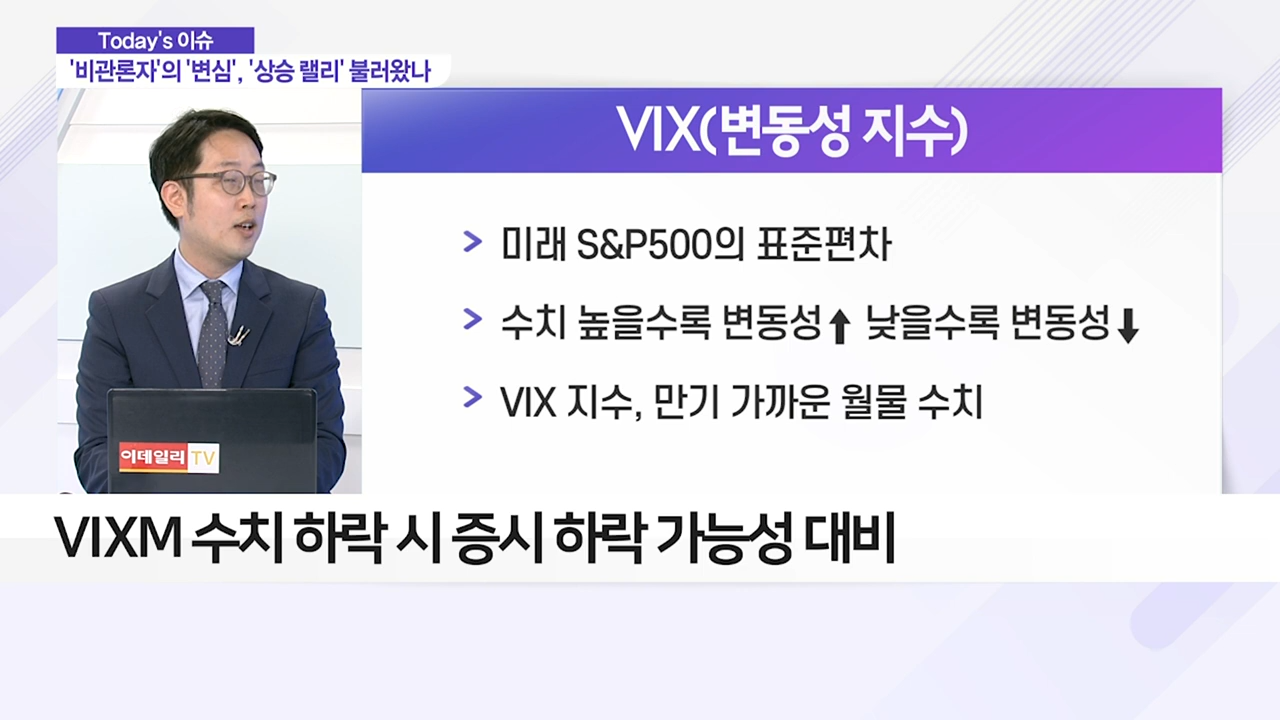 Today's 이슈
'비관론자'의 '변심', '상승 랠리' 불러왔나
VIX(변동성 지수)
> 미래 S&P500의 표준편차
> 수치 높을수록 변동성⬆ 낮을수록 변동성⬇
> VIX 지수, 만기 가까운 월물 수치
이데일리 TV
VIXM 수치 하락 시 증시 하락 가능성 대비